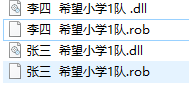 李四  希望小学1队 .dll
李四  希望小学1队.rob
张三  希望小学1队.dll
张三  希望小学1队.rob